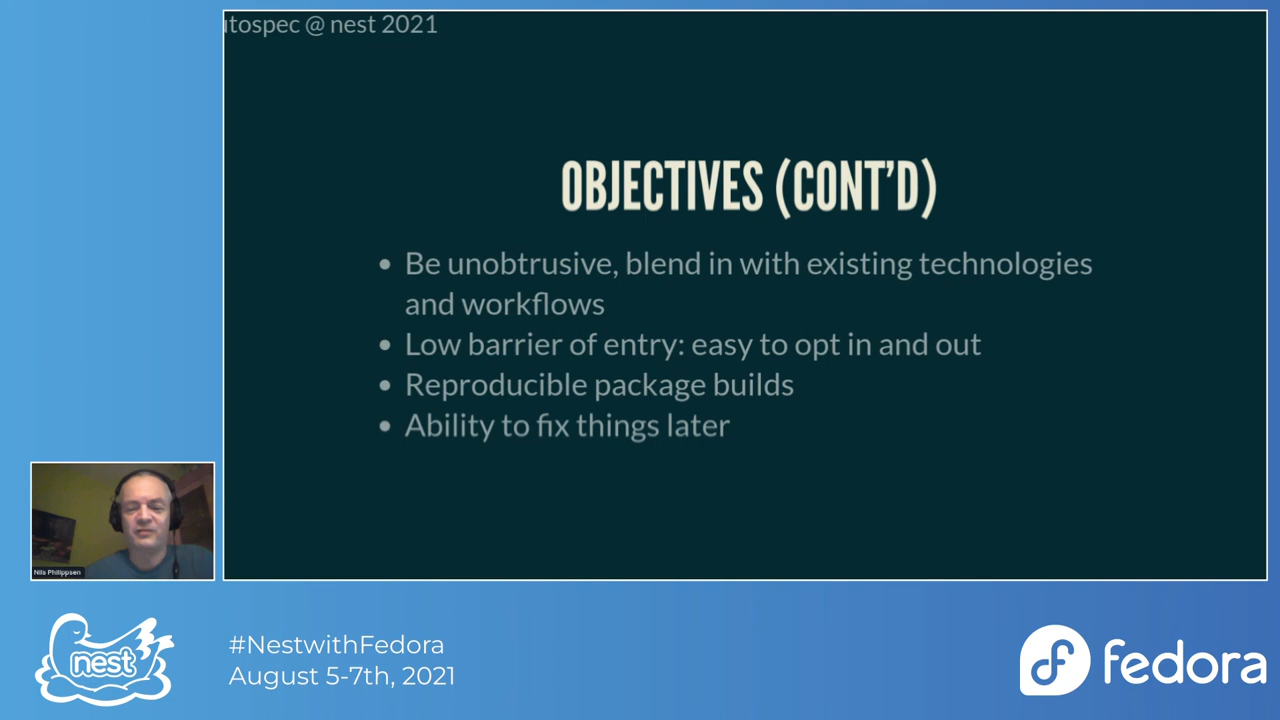 utospec @ nest 2021
OBJECTIVES (CONT'D)
• Be unobtrusive, blend in with existing technologies
and workflows
• Low barrier of entry: easy to opt in and out
• Reproducible package builds
• Ability to fix things later
Nils Philippsen
nest
#NestwithFedora
August 5-7th, 2021
fedora